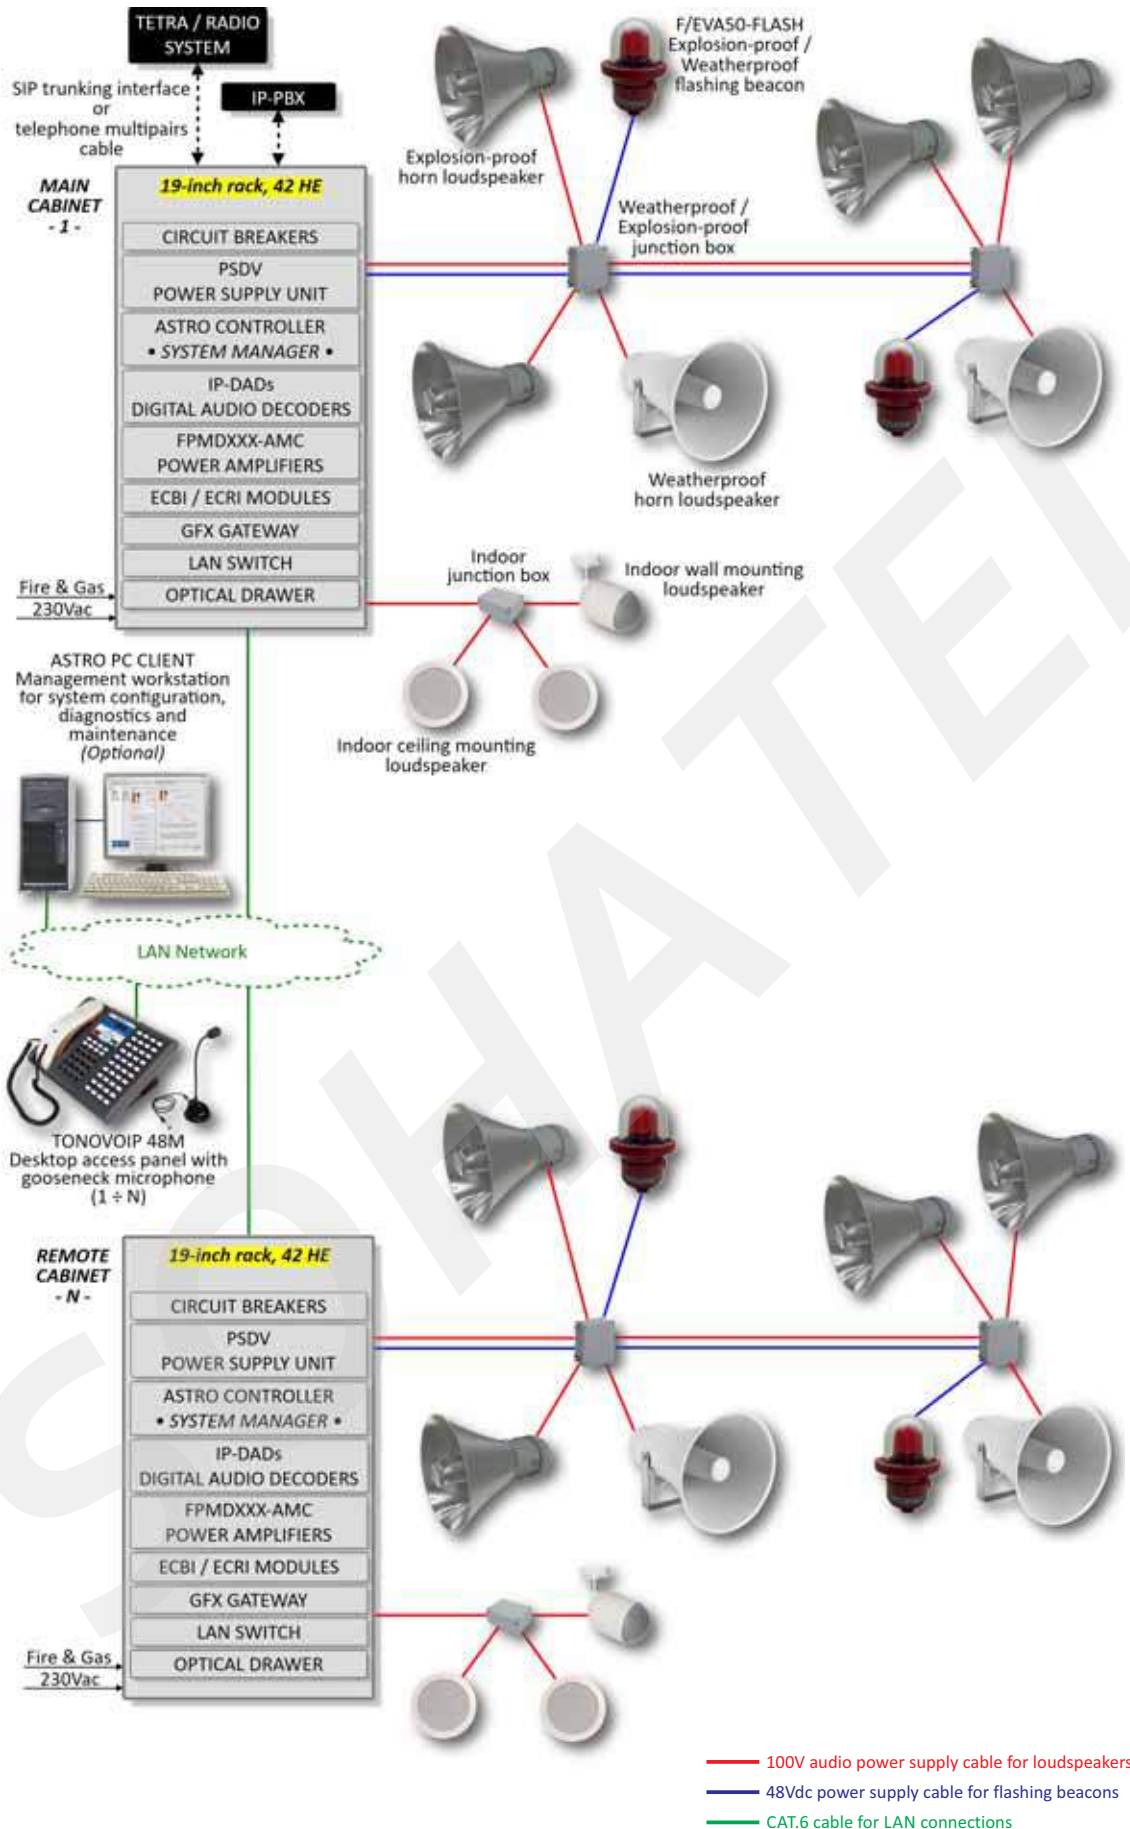 TETRA / RADIO
SYSTEM
SIP trunking interface
or
telephone multipairs
cable
IP-PBX
F/EVA50-FLASH
Explosion-proof /
Weatherproof
flashing beacon
Explosion-proof
horn loudspeaker
MAIN
CABINET
- 1 -
19-inch rack, 42 HE
CIRCUIT BREAKERS
PSDV
POWER SUPPLY UNIT
ASTRO CONTROLLER
• SYSTEM MANAGER •
IP-DADs
DIGITAL AUDIO DECODERS
FPMDXXX-AMC
POWER AMPLIFIERS
ECBI / ECRI MODULES
GFX GATEWAY
LAN SWITCH
OPTICAL DRAWER
Fire & Gas
230Vac
Weatherproof /
Explosion-proof
junction box
Weatherproof
horn loudspeaker
Indoor
junction box
Indoor wall mounting
loudspeaker
Indoor ceiling mounting
loudspeaker
ASTRO PC CLIENT
Management workstation
for system configuration,
diagnostics and
maintenance
(Optional)
LAN Network
TONOVOIP 48M
Desktop access panel with
gooseneck microphone
(1 ÷ N)
REMOTE
CABINET
- N -
19-inch rack, 42 HE
CIRCUIT BREAKERS
PSDV
POWER SUPPLY UNIT
ASTRO CONTROLLER
• SYSTEM MANAGER •
IP-DADs
DIGITAL AUDIO DECODERS
FPMDXXX-AMC
POWER AMPLIFIERS
ECBI / ECRI MODULES
GFX GATEWAY
LAN SWITCH
OPTICAL DRAWER
Fire & Gas
230Vac
100V audio power supply cable for loudspeakers
48Vdc power supply cable for flashing beacons
CAT.6 cable for LAN connections